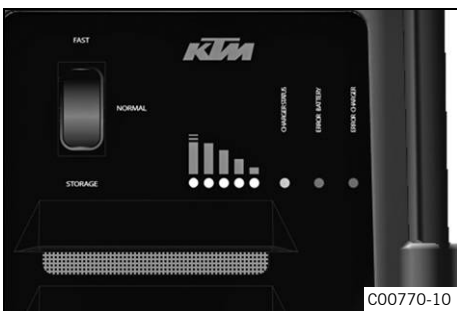 FAST
KTM
NORMAL
STORAGE
CHARGER STATUS
ERROR BATTERY
ERROR CHARGER
C00770-10